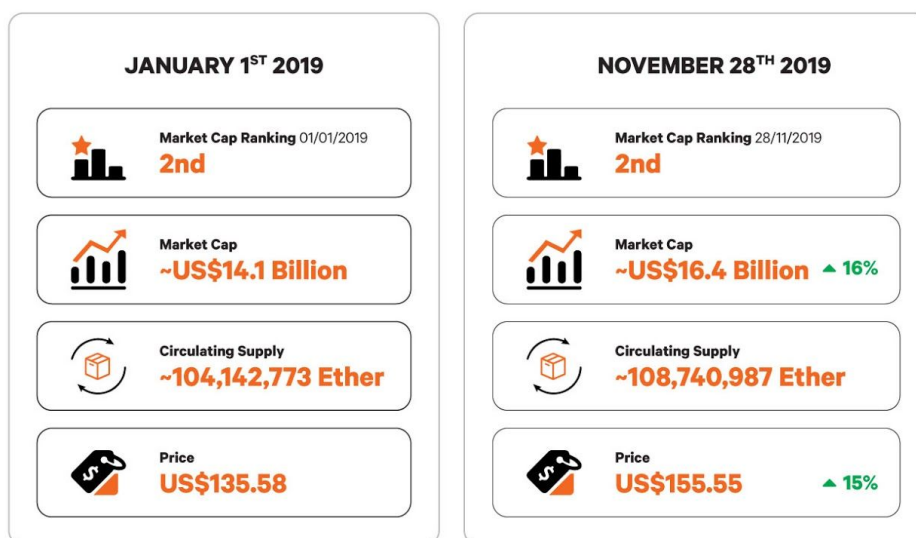 JANUARY 1ST 2019
Market Cap Ranking 01/01/2019
2nd
Market Cap
~US$14.1 Billion
Circulating Supply
~104,142,773 Ether
Price
US$135.58
NOVEMBER 28TH 2019
Market Cap Ranking 28/11/2019
2nd
Market Cap
~US$16.4 Billion ▲ 16%
Circulating Supply
~108,740,987 Ether
Price
US$155.55 ▲ 15%